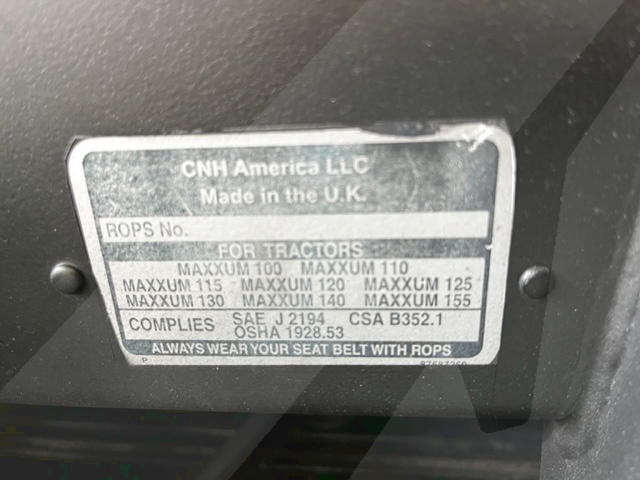 CNH America LLC
Made in the U.K.
ROPS No.
FOR TRACTORS
MAXXUM 100 MAXXUM 110
MAXXUM 115 MAXXUM 120 MAXXUM 125
MAXXUM 130 MAXXUM 140 MAXXUM 155
COMPLIES SAE J 2194 CSA B352.1
OSHA 1928.53
ALWAYS WEAR YOUR SEAT BELT WITH ROPS
P